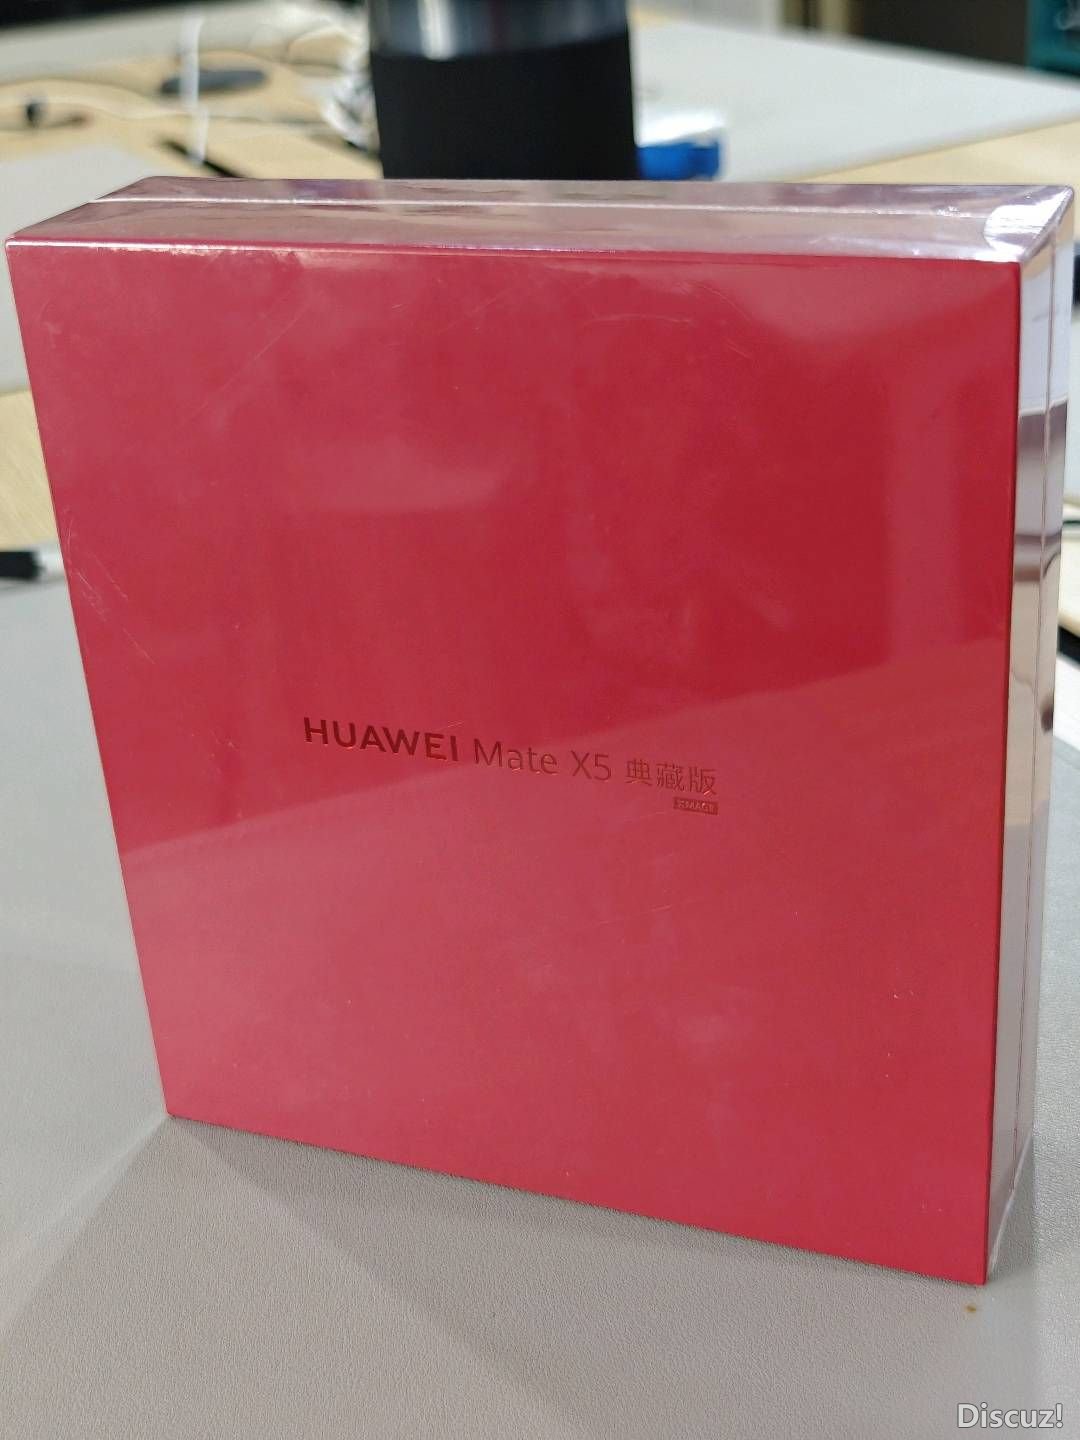 HUAWEI Mate X5 典藏版
XMAGE
Discuz!